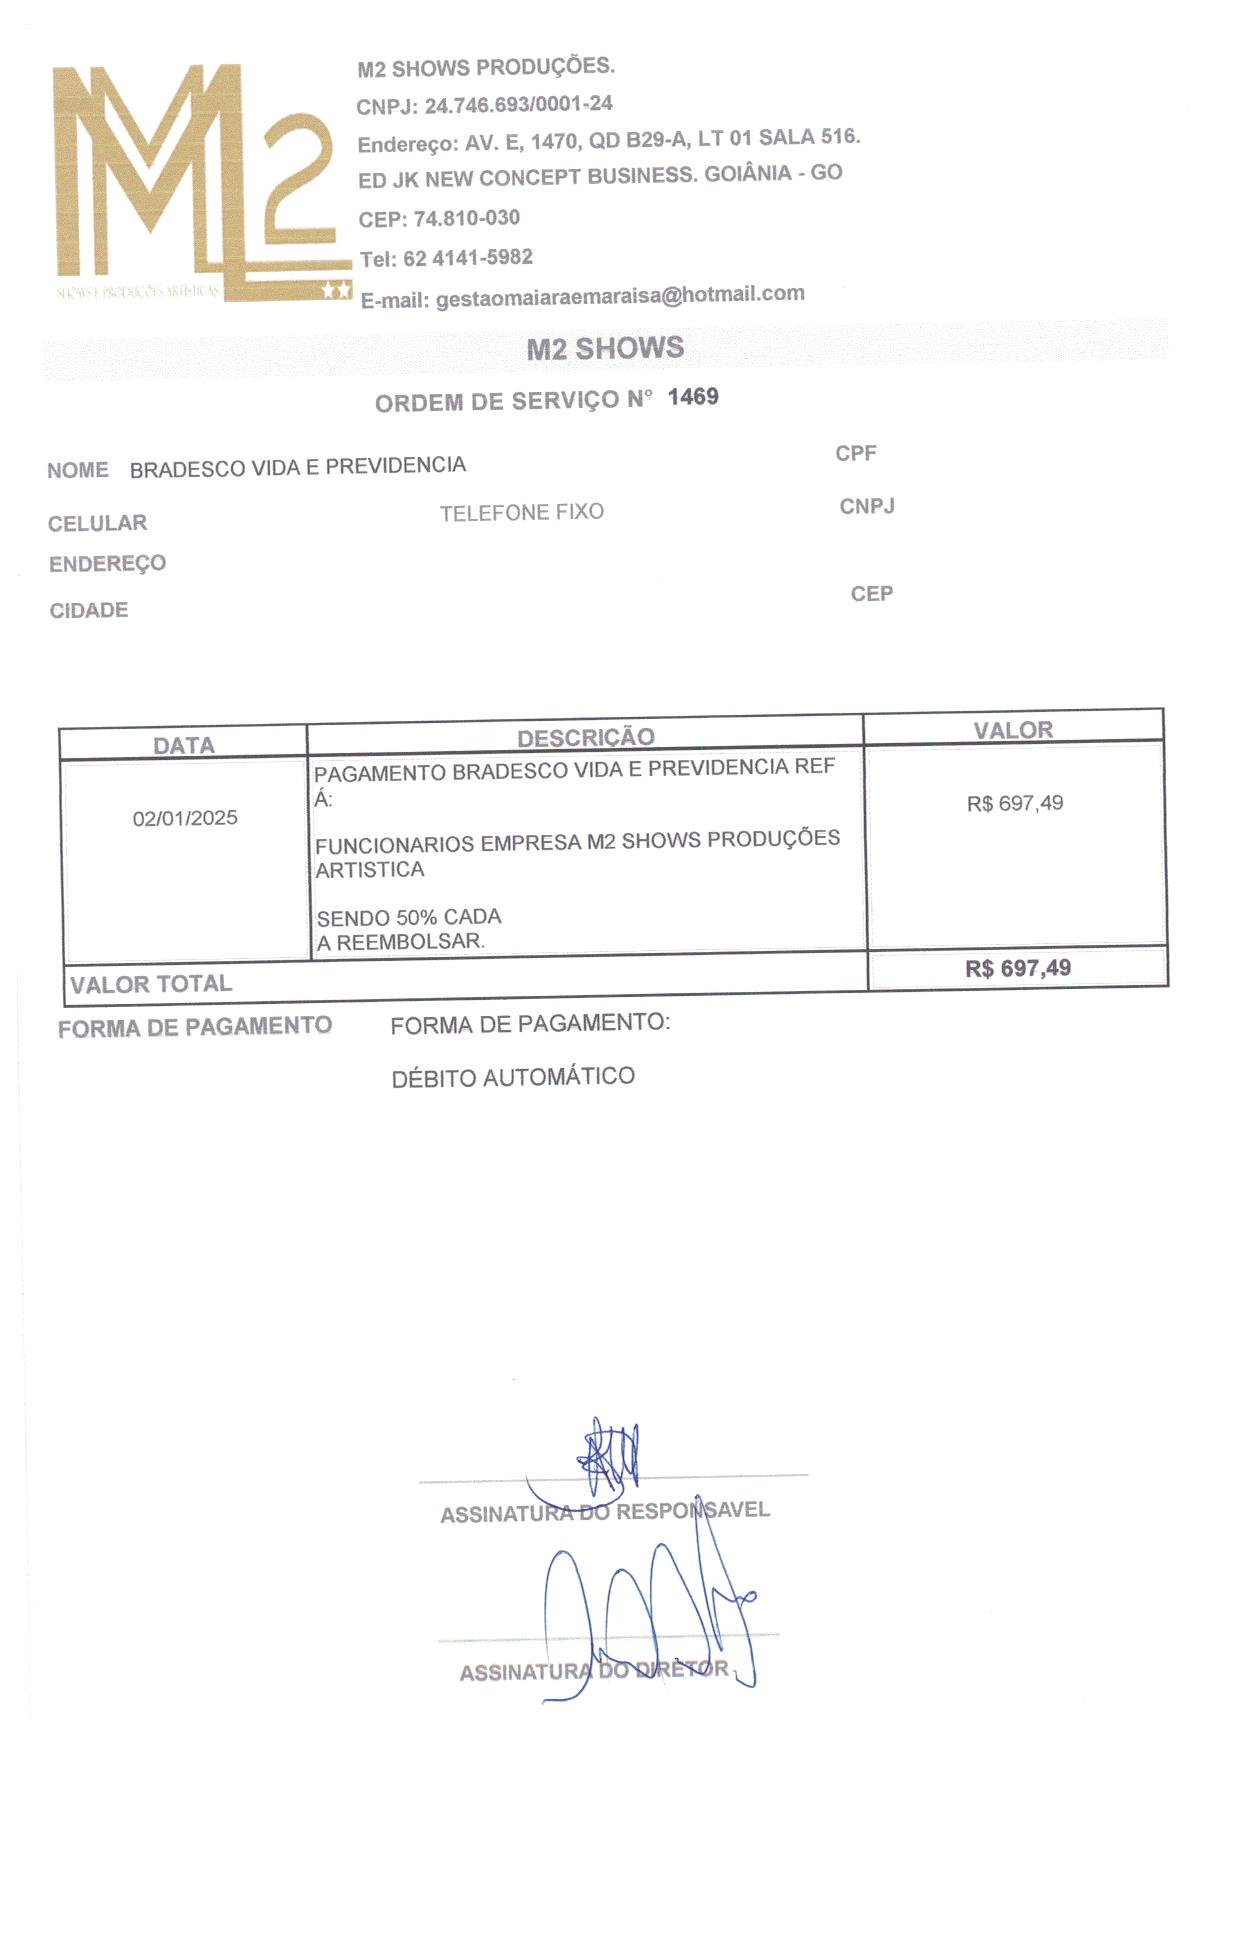 M2
SHOWS E PRODUÇÕES ARTÍSTICAS
M2 SHOWS PRODUÇÕES.
CNPJ: 24.746.693/0001-24
Endereço: AV. E, 1470, QD B29-A, LT 01 SALA 516.
ED JK NEW CONCEPT BUSINESS. GOIÂNIA - GO
CEP: 74.810-030
Tel: 62 4141-5982
E-mail: gestaomaiaraemaraisa@hotmail.com
M2 SHOWS
ORDEM DE SERVIÇO N° 1469
NOME BRADESCO VIDA E PREVIDENCIA CPF
CELULAR TELEFONE FIXO CNPJ
ENDEREÇO
CIDADE CEP
DATA DESCRIÇÃO VALOR
PAGAMENTO BRADESCO VIDA E PREVIDENCIA REF
Á:
02/01/2025 R$ 697,49
FUNCIONARIOS EMPRESA M2 SHOWS PRODUÇÕES
ARTISTICA
SENDO 50% CADA
A REEMBOLSAR.
VALOR TOTAL R$ 697,49
FORMA DE PAGAMENTO FORMA DE PAGAMENTO:
DÉBITO AUTOMÁTICO
ASSINATURA DO RESPONSAVEL
ASSINATURA DO DIRETOR